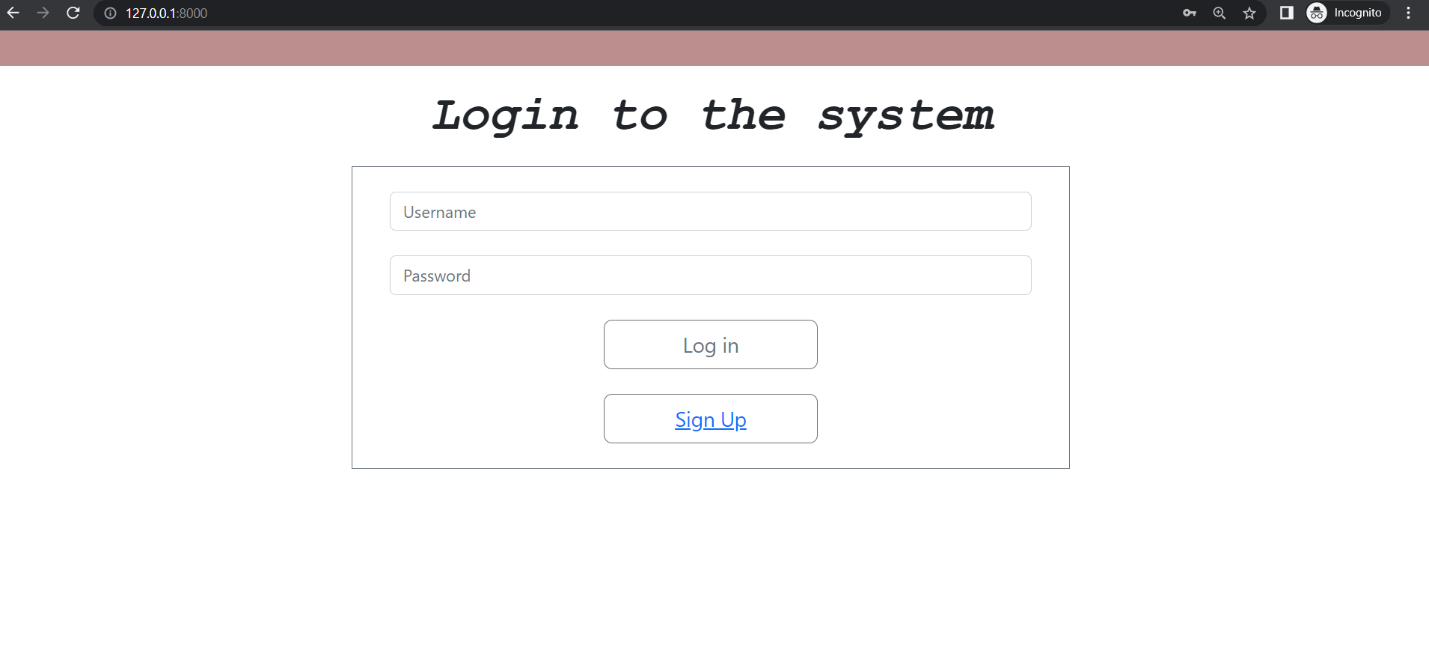 127.0.0.1:8000
Incognito
Login to the system
Username
Password
Log in
Sign Up